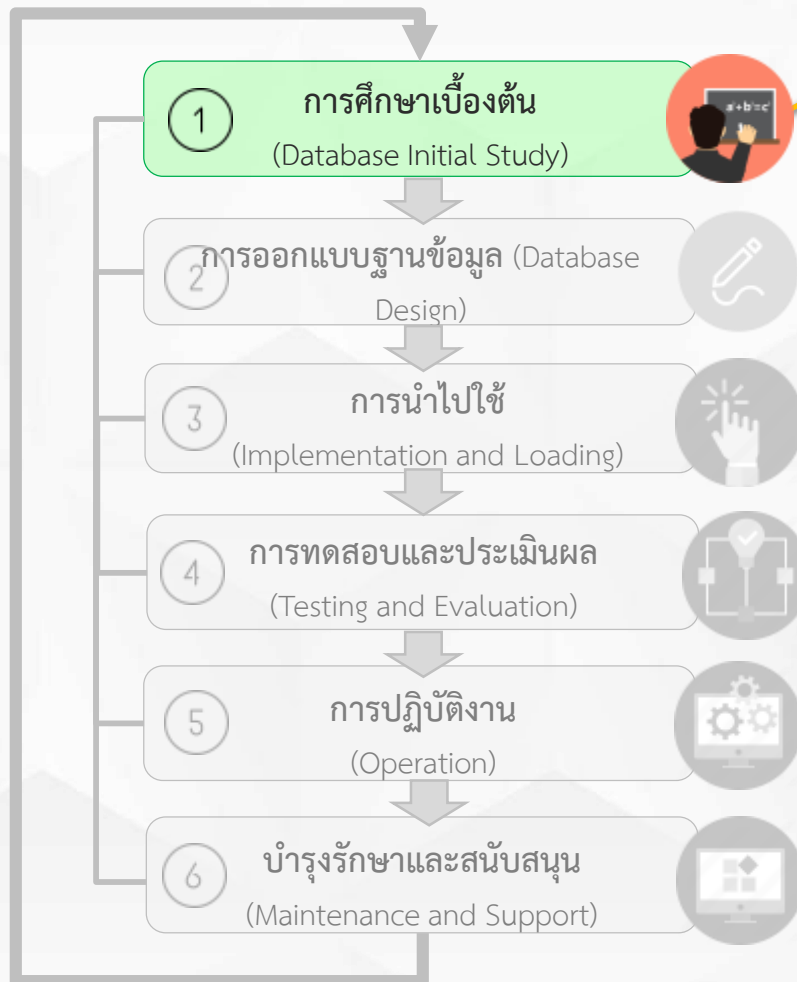 1
การศึกษาเบื้องต้น
(Database Initial Study)
2
การออกแบบฐานข้อมูล (Database
Design)
3
การนำไปใช้
(Implementation and Loading)
4
การทดสอบและประเมินผล
(Testing and Evaluation)
5
การปฏิบัติงาน
(Operation)
6
บำรุงรักษาและสนับสนุน
(Maintenance and Support)